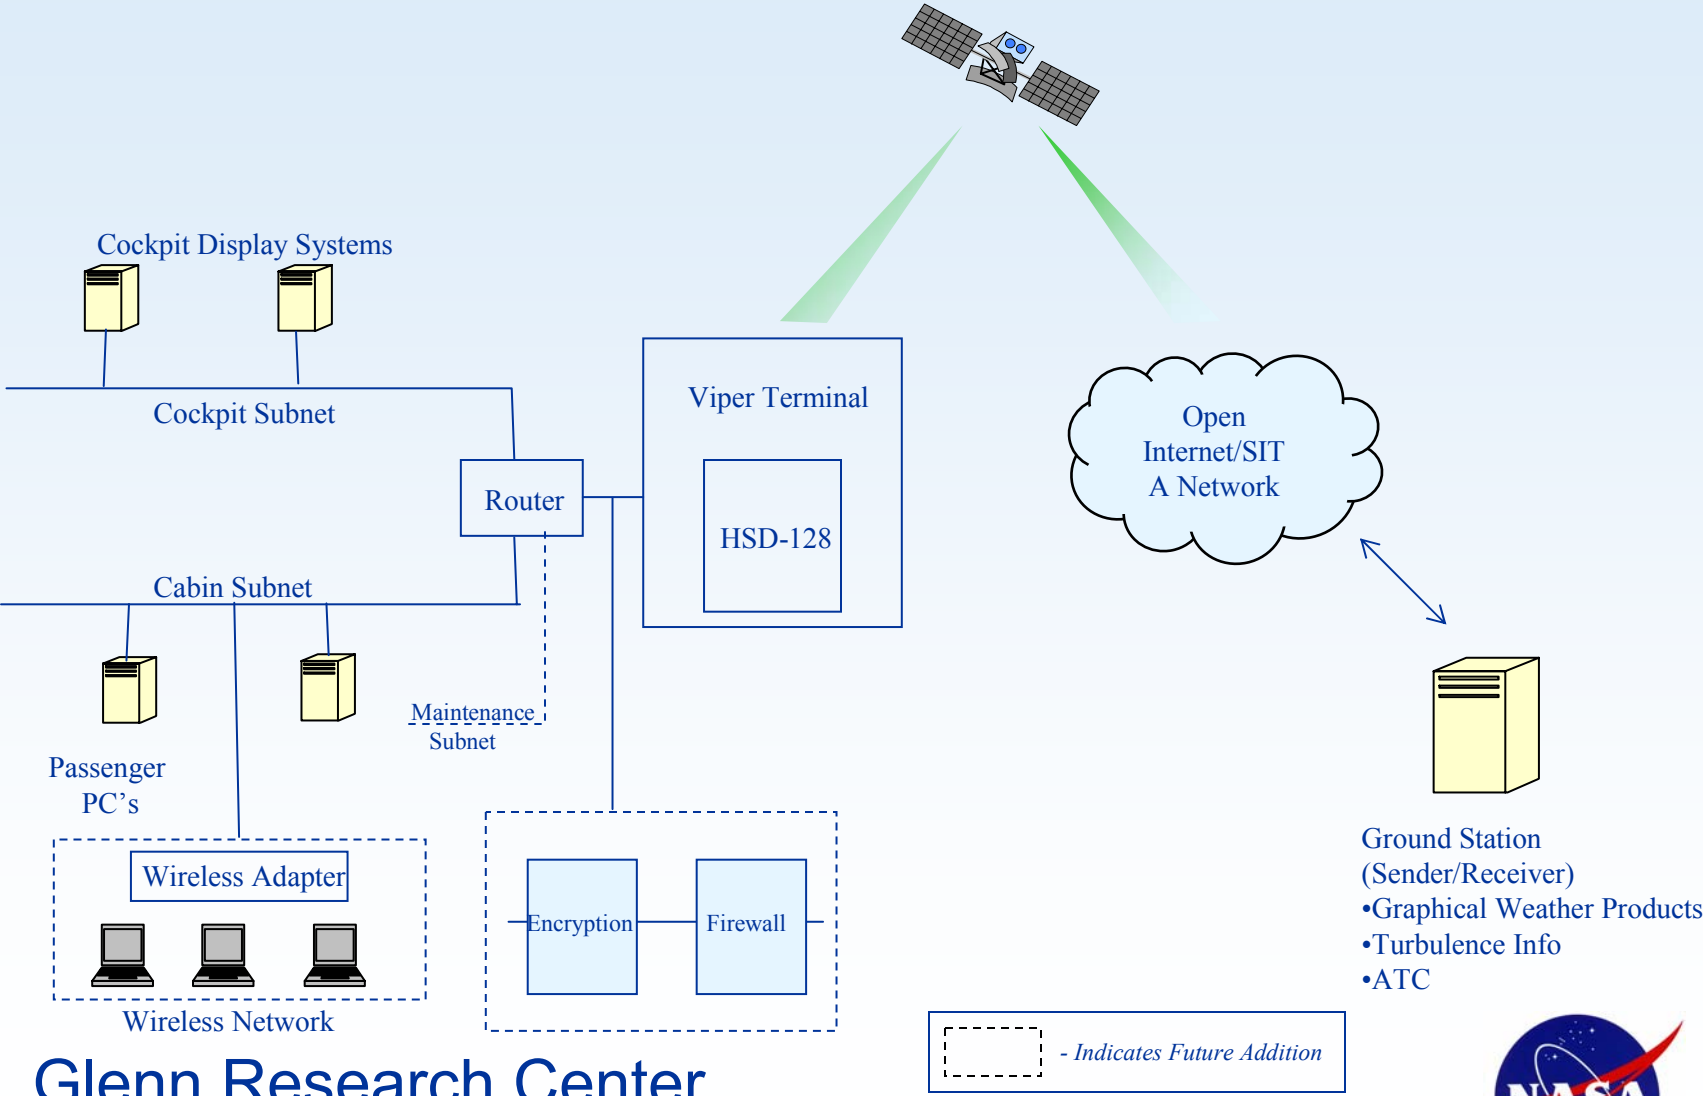 Cockpit Display Systems
Cockpit Subnet
Viper Terminal
HSD-128
Router
Open
Internet/SIT
A Network
Cabin Subnet
Maintenance
Subnet
Passenger
PC’s
Wireless Adapter
Wireless Network
Encryption
Firewall
Ground Station
(Sender/Receiver)
•Graphical Weather Products
•Turbulence Info
•ATC
- Indicates Future Addition
Glenn Research Center
NASA